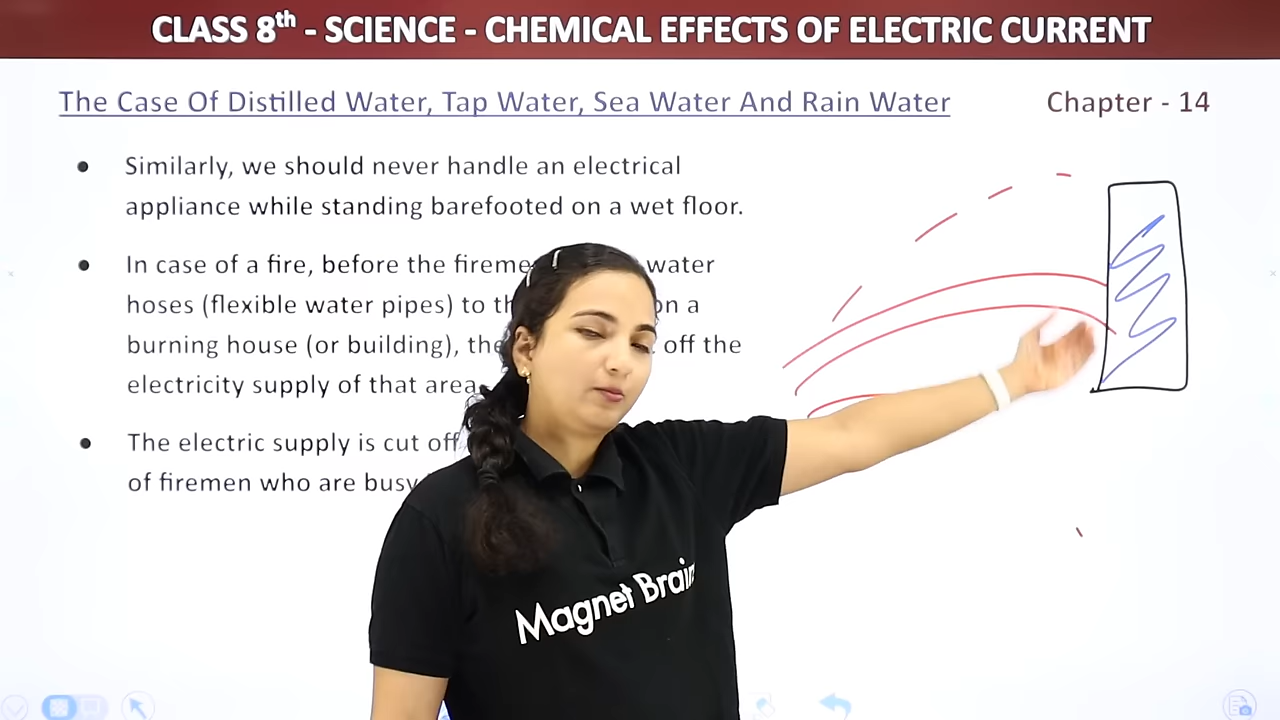 CLASS 8th - SCIENCE - CHEMICAL EFFECTS OF ELECTRIC CURRENT
The Case Of Distilled Water, Tap Water, Sea Water And Rain Water
Chapter - 14
● Similarly, we should never handle an electrical
appliance while standing barefooted on a wet floor.
● In case of a fire, before the water
hoses (flexible water pipes) to on a
burning house (or building), off the
electricity supply of that area
● The electric supply is cut off
of firemen who are busy
Magnet Brain